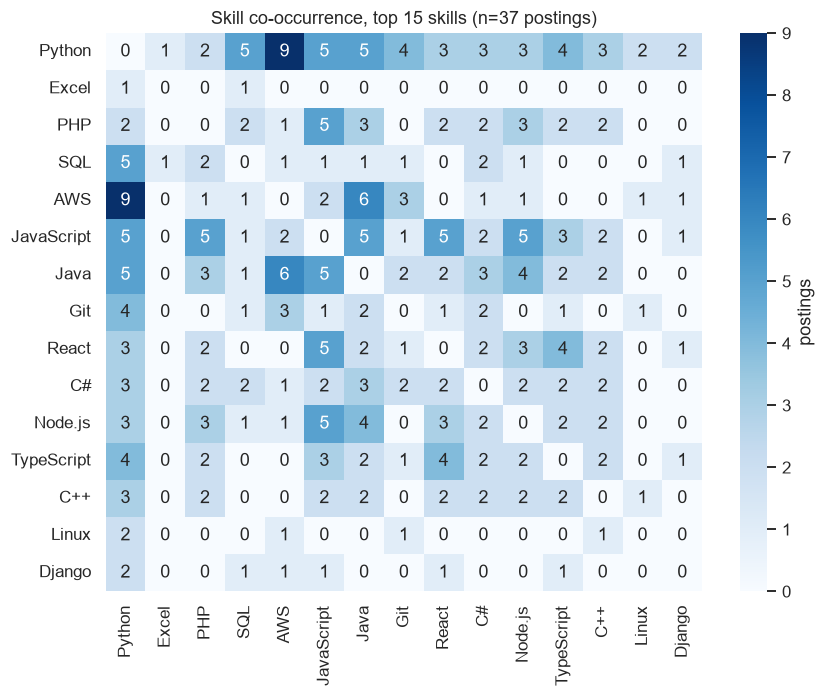 Skill co-occurrence, top 15 skills (n=37 postings)
Python 0 1 2 5 9 5 5 4 3 3 3 4 3 2 2
Excel 1 0 0 1 0 0 0 0 0 0 0 0 0 0 0
PHP 2 0 0 2 1 5 3 0 2 2 3 2 2 0 0
SQL 5 1 2 0 1 1 1 1 0 2 1 0 0 0 1
AWS 9 0 1 1 0 2 6 3 0 1 1 0 0 1 1
JavaScript 5 0 5 1 2 0 5 1 5 2 5 3 2 0 1
Java 5 0 3 1 6 5 0 2 2 3 4 2 2 0 0
Git 4 0 0 1 3 1 2 0 1 2 0 1 0 1 0
React 3 0 2 0 0 5 2 1 0 2 3 4 2 0 1
C# 3 0 2 2 1 2 3 2 2 0 2 2 2 0 0
Node.js 3 0 3 1 1 5 4 0 3 2 0 2 2 0 0
TypeScript 4 0 2 0 0 3 2 1 4 2 2 0 2 0 1
C++ 3 0 2 0 0 2 2 0 2 2 2 2 0 1 0
Linux 2 0 0 0 1 0 0 1 0 0 0 0 1 0 0
Django 2 0 0 1 1 1 0 0 1 0 0 1 0 0 0
Python Excel PHP SQL AWS JavaScript Java Git React C# Node.js TypeScript C++ Linux Django
9
8
7
6
5
4
3
2
1
0
postings